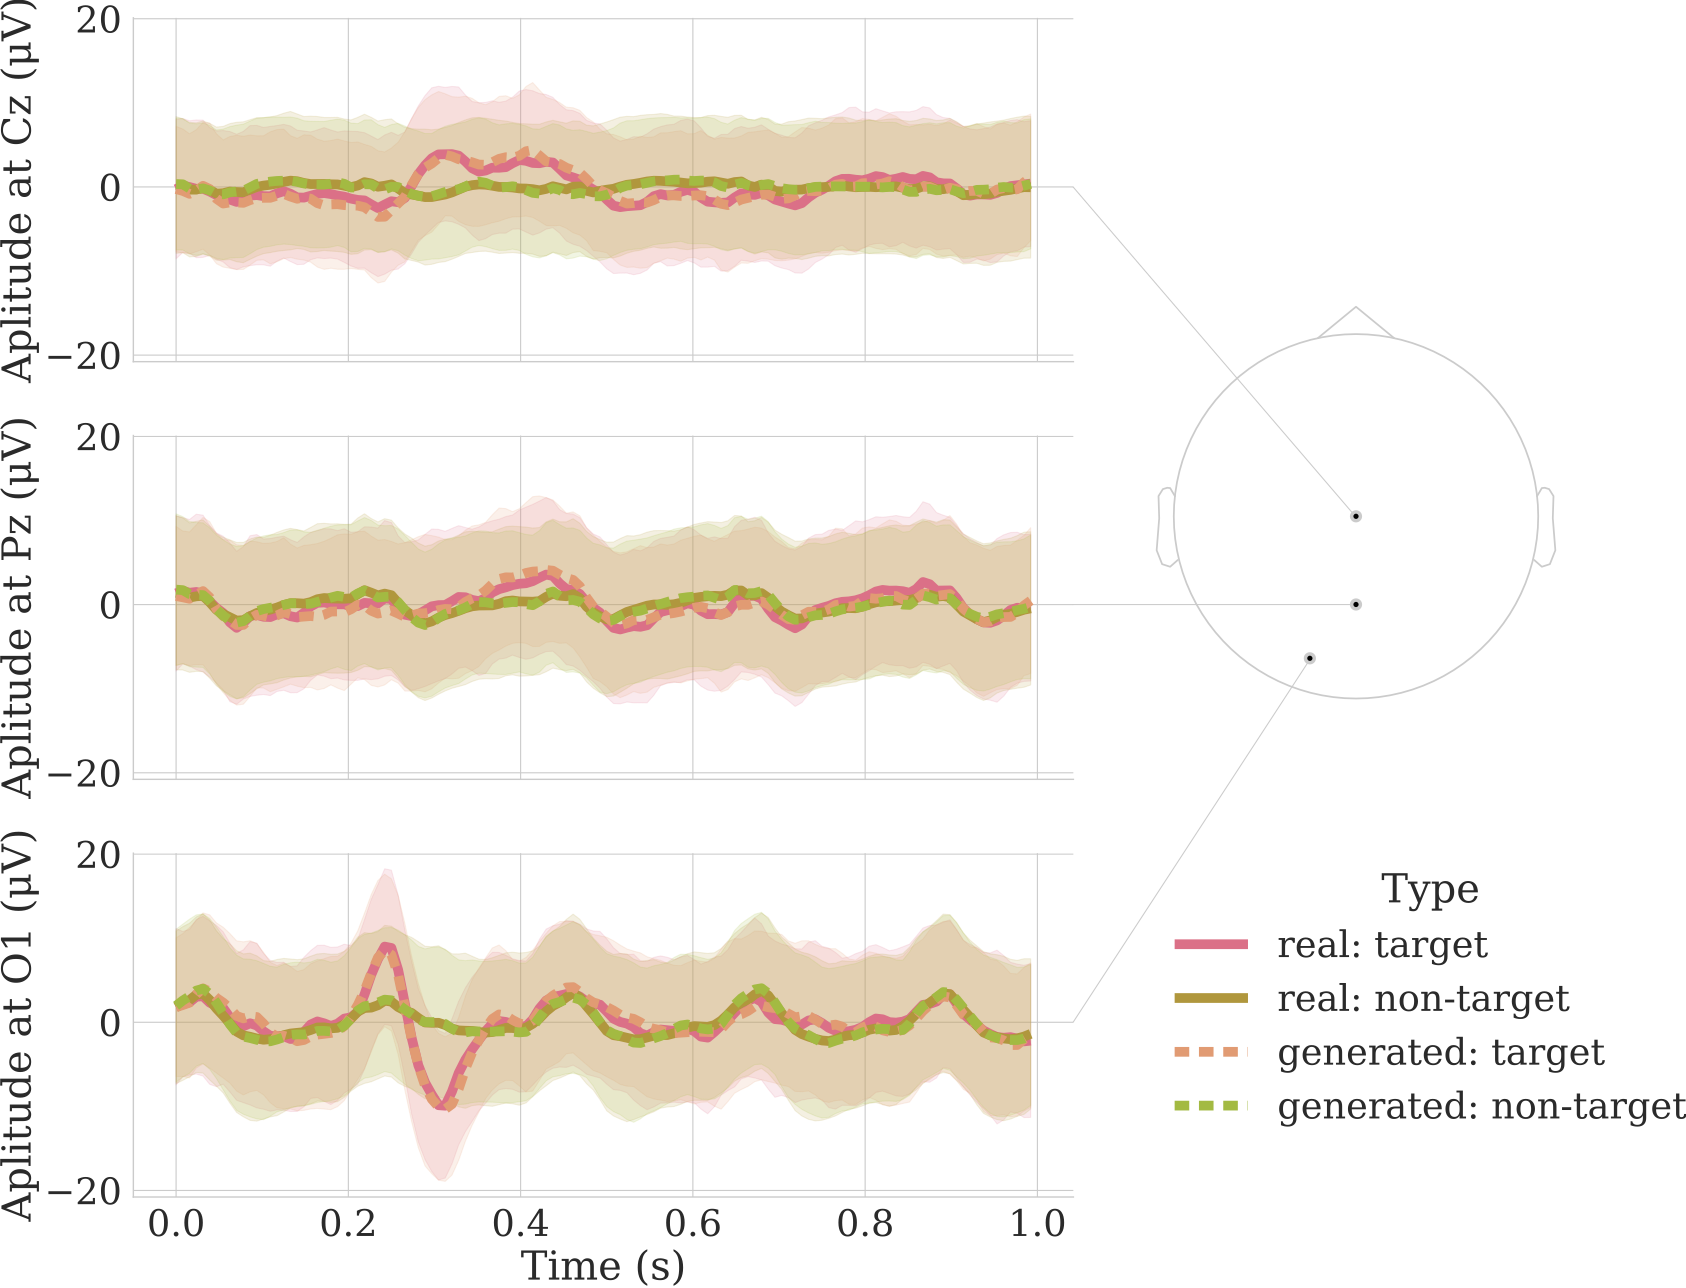 Aplitude at Cz (µV)
20
0
−20
Aplitude at Pz (µV)
20
0
−20
Aplitude at O1 (µV)
20
0
−20
0.0 0.2 0.4 0.6 0.8 1.0
Time (s)
Type
real: target
real: non-target
generated: target
generated: non-target